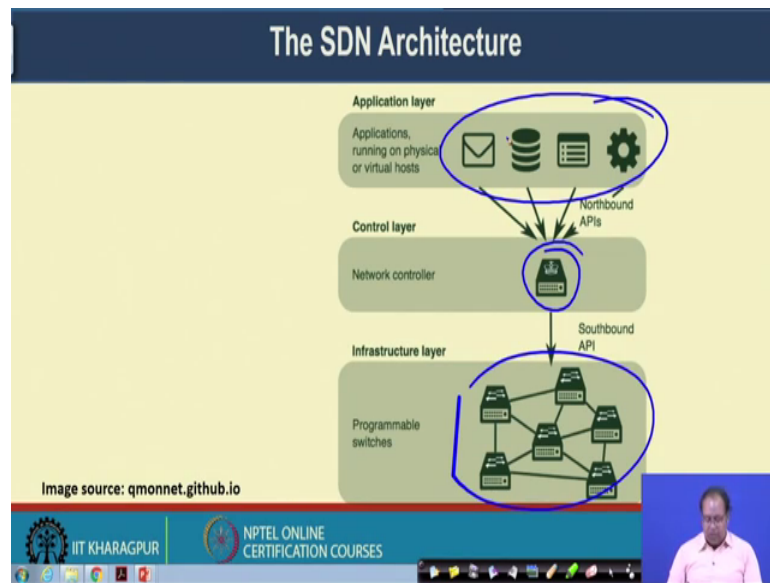 The SDN Architecture
Application layer
Applications,
running on physical
or virtual hosts
Northbound
APIs
Control layer
Network controller
Southbound
API
Infrastructure layer
Programmable
switches
Image source: qmonnet.github.io
IIT KHARAGPUR
NPTEL ONLINE
CERTIFICATION COURSES